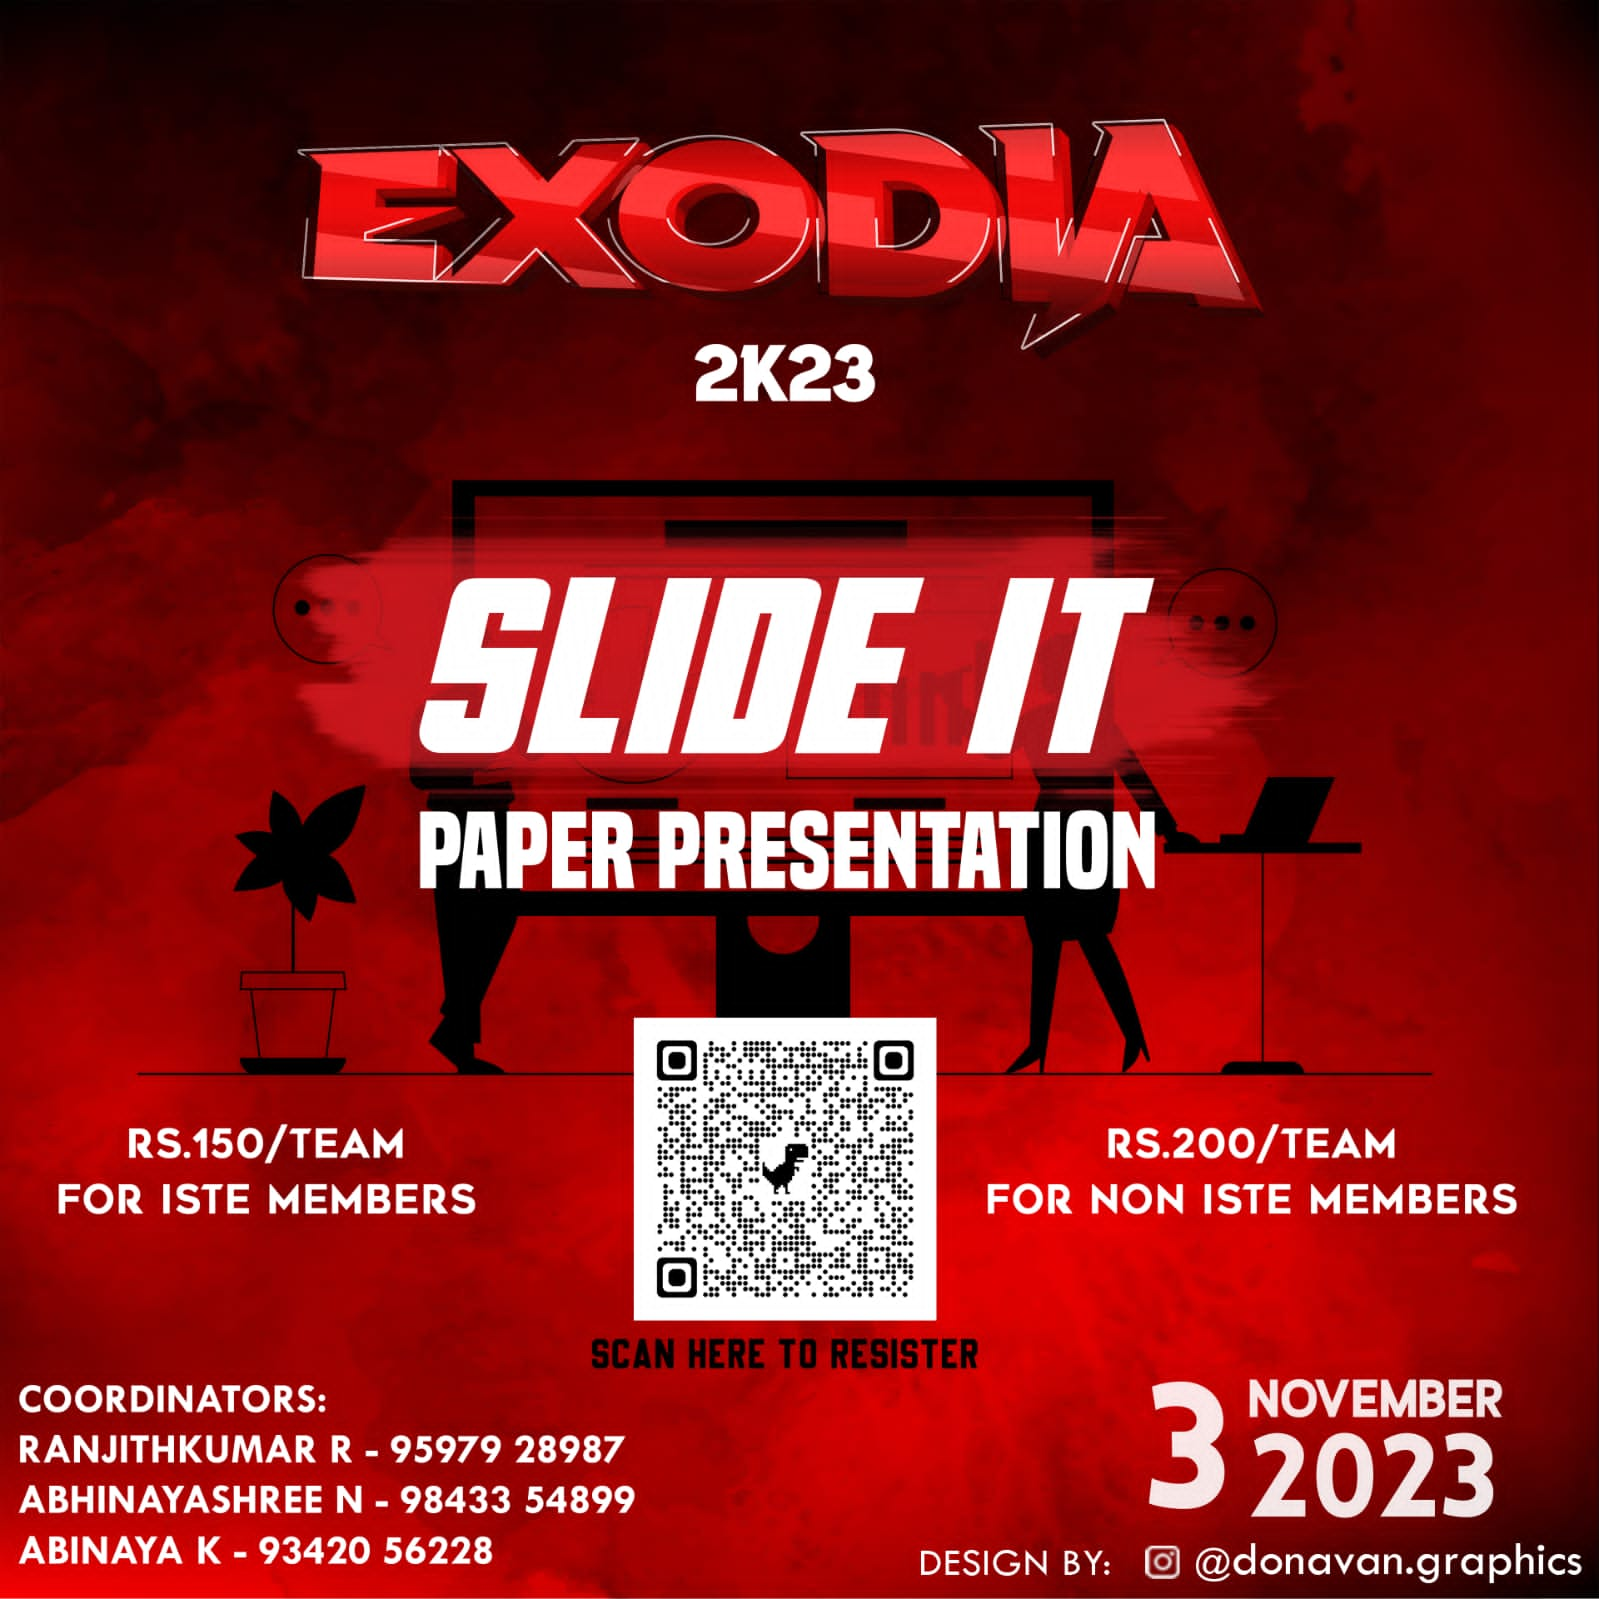 EXODIA
2K23
SLIDE IT
PAPER PRESENTATION
RS.150/TEAM
FOR ISTE MEMBERS
RS.200/TEAM
FOR NON ISTE MEMBERS
SCAN HERE TO RESISTER
COORDINATORS:
RANJITHKUMAR R - 95979 28987
ABHINAYASHREE N - 98433 54899
ABINAYA K - 93420 56228
3 NOVEMBER
2023
DESIGN BY: @donavan.graphics